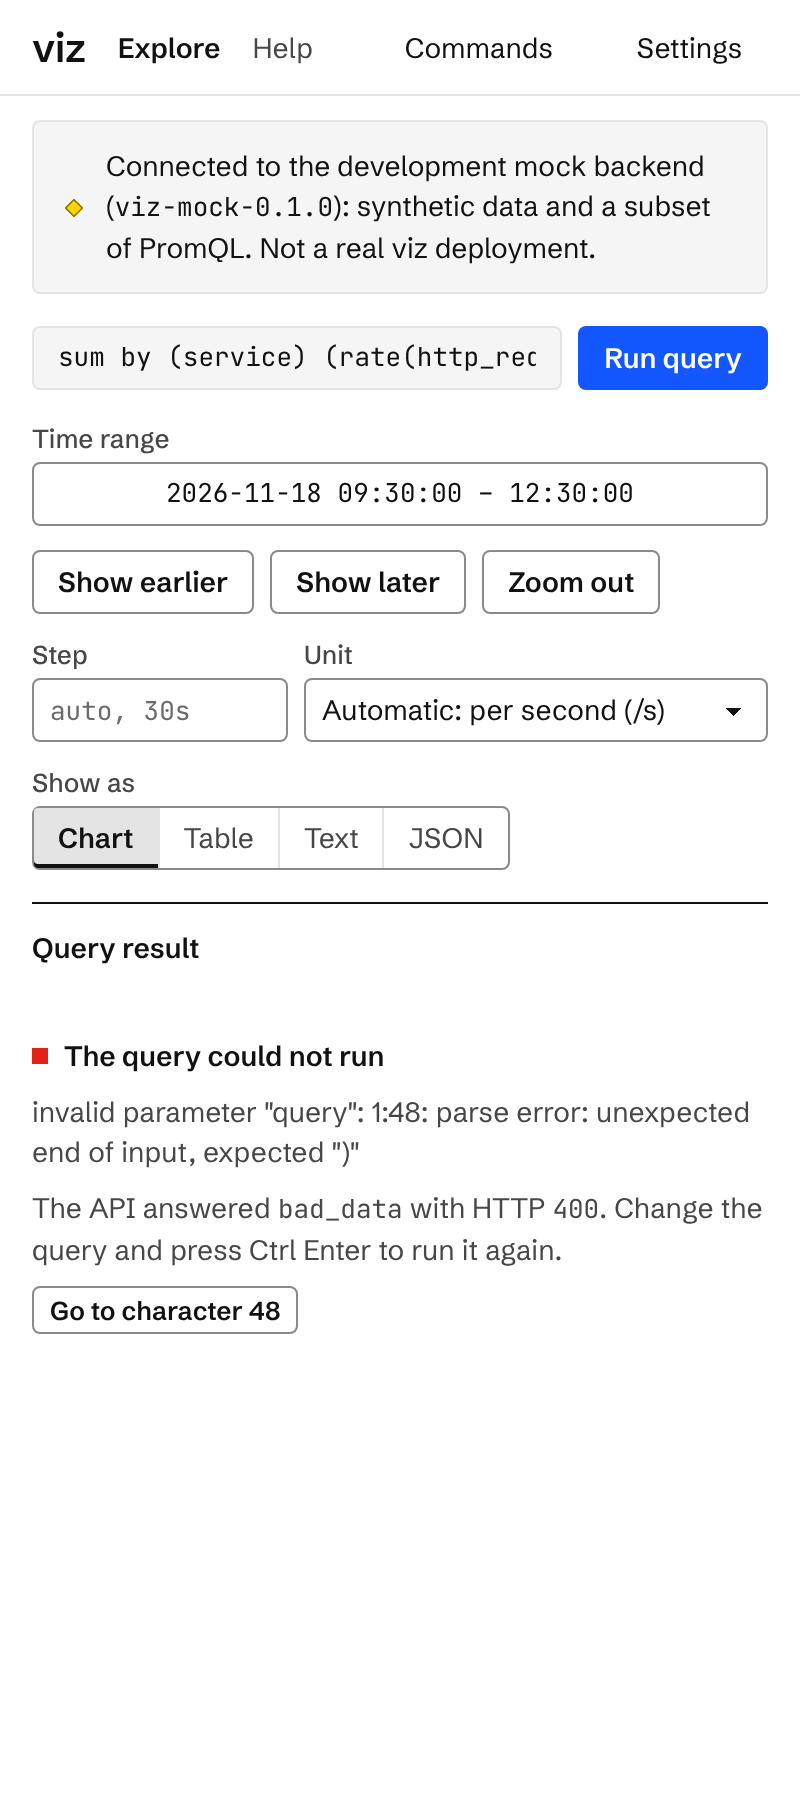 viz Explore Help Commands Settings
Connected to the development mock backend
(viz-mock-0.1.0): synthetic data and a subset
of PromQL. Not a real viz deployment.
sum by (service) (rate(http_req
Run query
Time range
2026-11-18 09:30:00 – 12:30:00
Show earlier Show later Zoom out
Step Unit
auto, 30s Automatic: per second (/s)
Show as
Chart Table Text JSON
Query result
The query could not run
invalid parameter "query": 1:48: parse error: unexpected
end of input, expected ")"
The API answered bad_data with HTTP 400. Change the
query and press Ctrl Enter to run it again.
Go to character 48